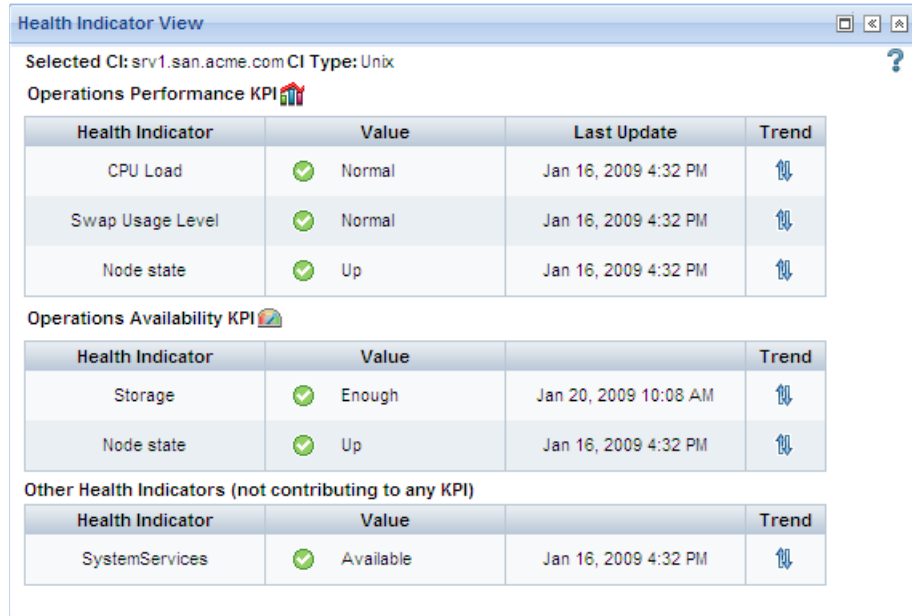 Health Indicator View
Selected CI: srv1.san.acme.com CI Type: Unix
Operations Performance KPI
Health Indicator Value Last Update Trend
CPU Load Normal Jan 16, 2009 4:32 PM
Swap Usage Level Normal Jan 16, 2009 4:32 PM
Node state Up Jan 16, 2009 4:32 PM
Operations Availability KPI
Health Indicator Value Trend
Storage Enough Jan 20, 2009 10:08 AM
Node state Up Jan 16, 2009 4:32 PM
Other Health Indicators (not contributing to any KPI)
Health Indicator Value Trend
SystemServices Available Jan 16, 2009 4:32 PM